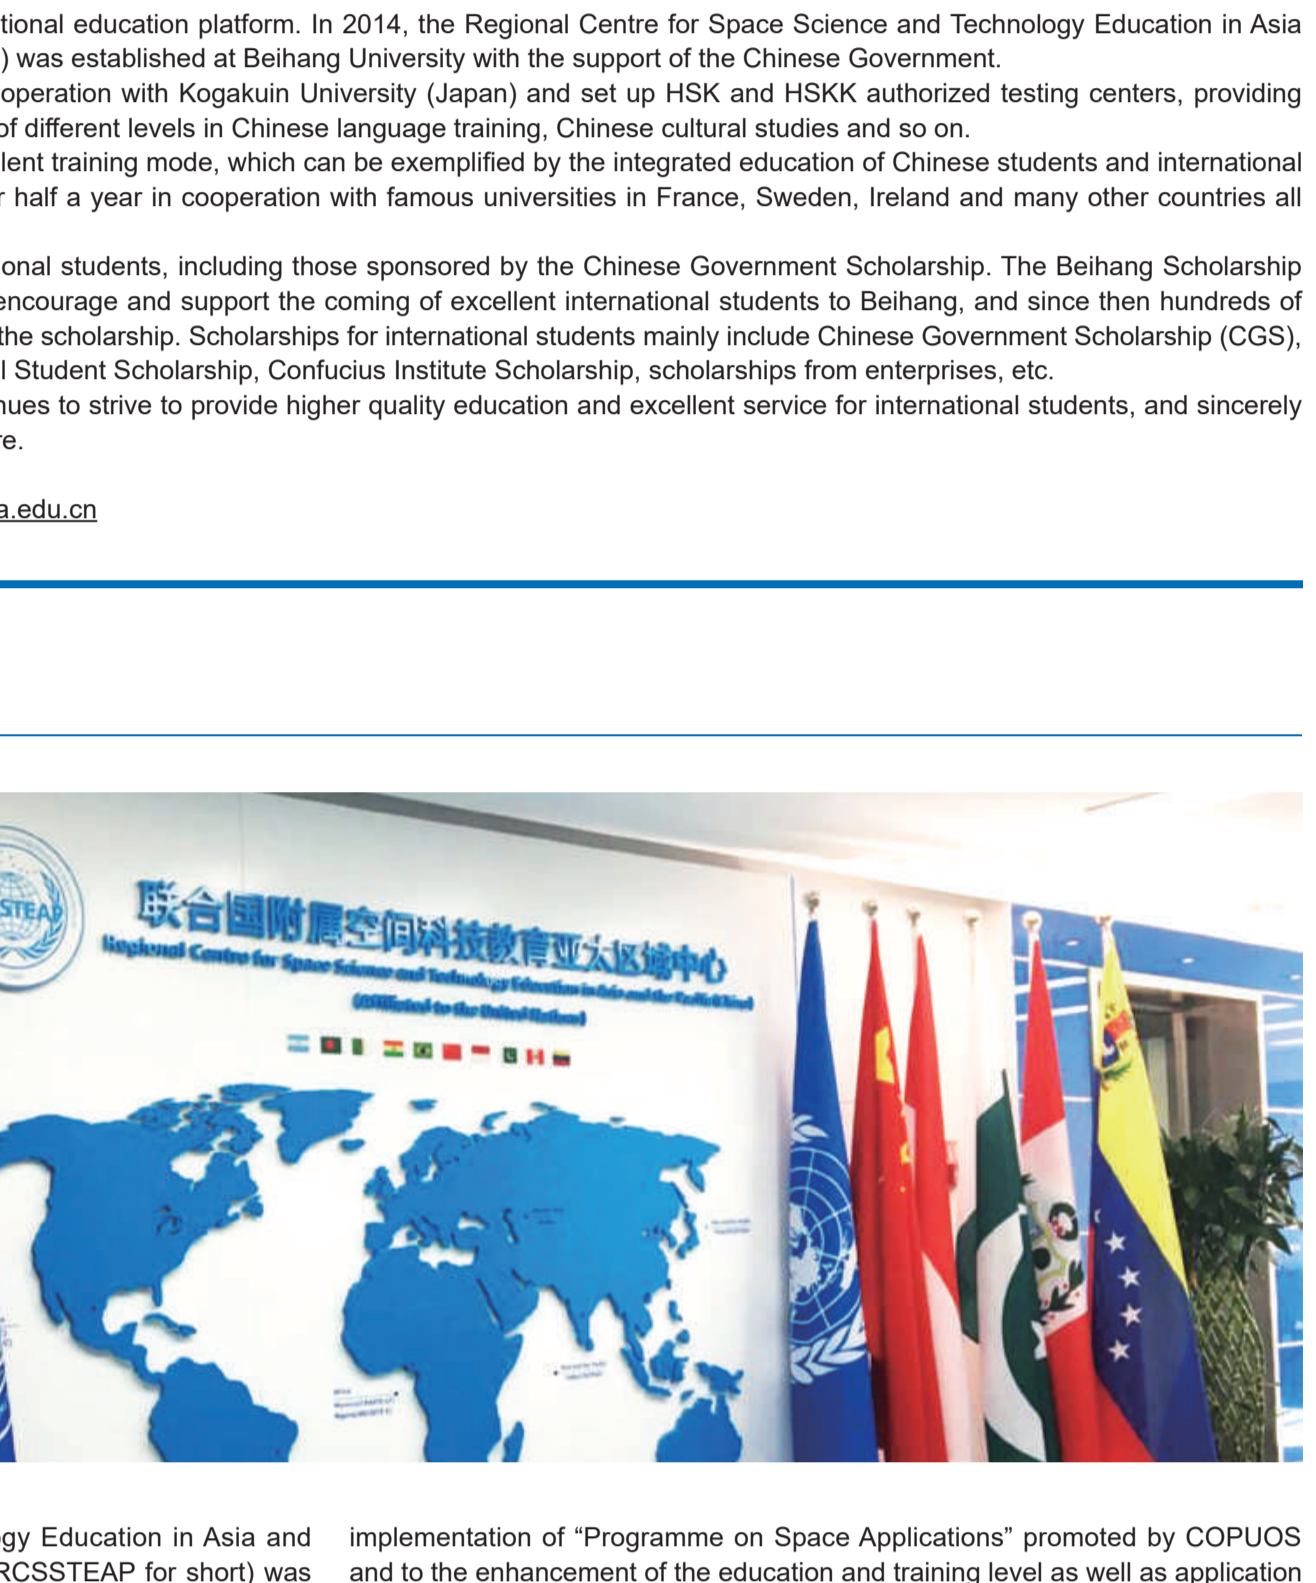 tional education platform. In 2014, the Regional Centre for Space Science and Technology Education in Asia
) was established at Beihang University with the support of the Chinese Government.
operation with Kogakuin University (Japan) and set up HSK and HSKK authorized testing centers, providing
of different levels in Chinese language training, Chinese cultural studies and so on.
lent training mode, which can be exemplified by the integrated education of Chinese students and international
r half a year in cooperation with famous universities in France, Sweden, Ireland and many other countries all
onal students, including those sponsored by the Chinese Government Scholarship. The Beihang Scholarship
encourage and support the coming of excellent international students to Beihang, and since then hundreds of
the scholarship. Scholarships for international students mainly include Chinese Government Scholarship (CGS),
l Student Scholarship, Confucius Institute Scholarship, scholarships from enterprises, etc.
nues to strive to provide higher quality education and excellent service for international students, and sincerely
re.
a.edu.cn
STEAP
联合国附属空间科技教育亚太区域中心
Regional Centre for Space Science and Technology Education in Asia and the Pacific (China)
(Affiliated to the United Nations)
gy Education in Asia and
RCSSTEAP for short) was
implementation of “Programme on Space Applications” promoted by COPUOS
and to the enhancement of the education and training level as well as application